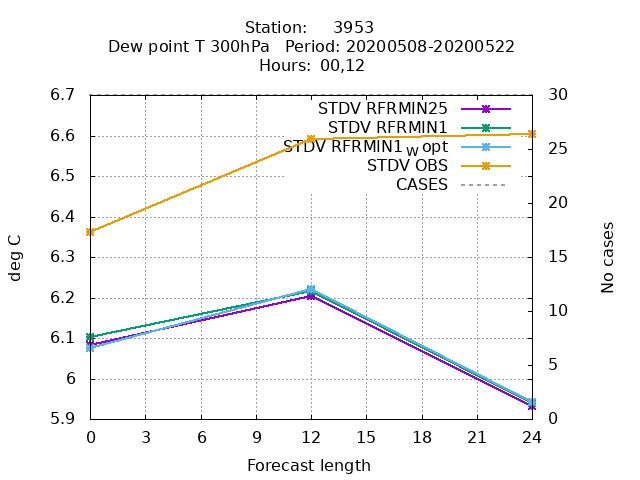 Station: 3953
Dew point T 300hPa Period: 20200508-20200522
Hours: 00,12
6.7
6.6
6.5
6.4
6.3
6.2
6.1
6
5.9
deg C
STDV RFRMIN25
STDV RFRMIN1
STDV RFRMIN1 w opt
STDV OBS
CASES
30
25
20
15
10
5
0
No cases
0 3 6 9 12 15 18 21 24
Forecast length